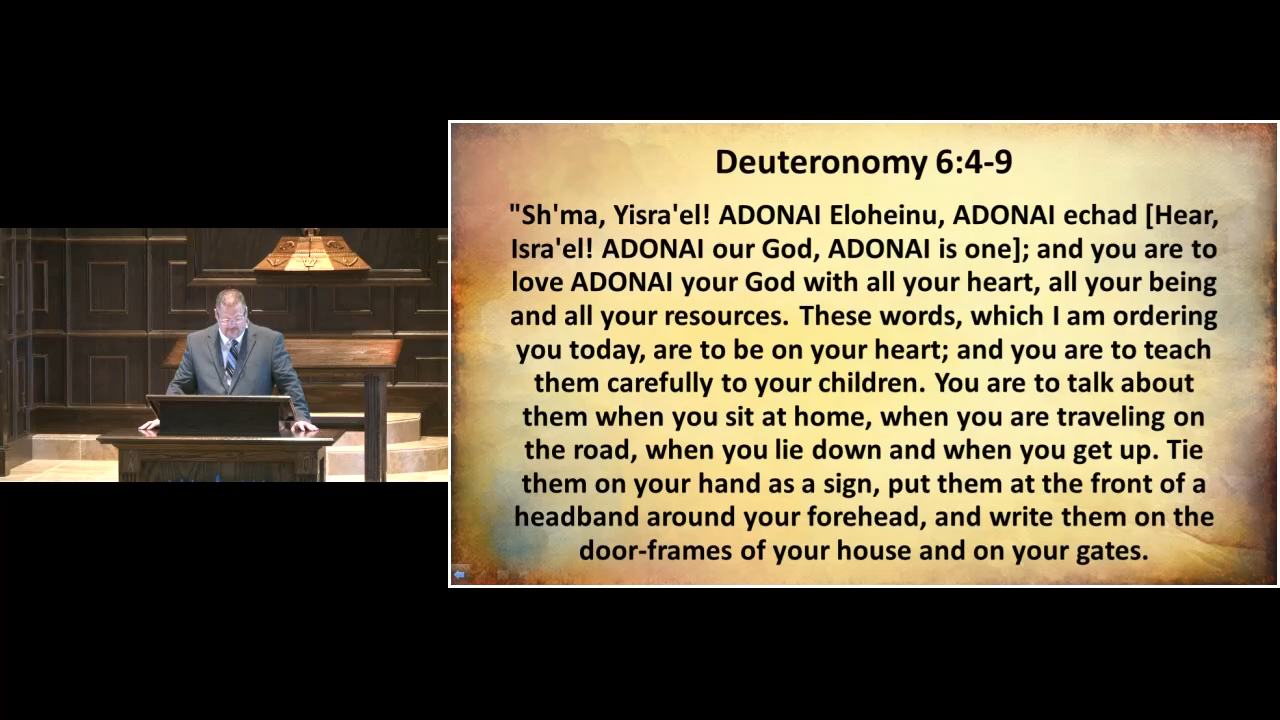 Deuteronomy 6:4-9
"Sh'ma, Yisra'el! ADONAI Eloheinu, ADONAI echad [Hear,
Isra'el! ADONAI our God, ADONAI is one]; and you are to
love ADONAI your God with all your heart, all your being
and all your resources. These words, which I am ordering
you today, are to be on your heart; and you are to teach
them carefully to your children. You are to talk about
them when you sit at home, when you are traveling on
the road, when you lie down and when you get up. Tie
them on your hand as a sign, put them at the front of a
headband around your forehead, and write them on the
door-frames of your house and on your gates.